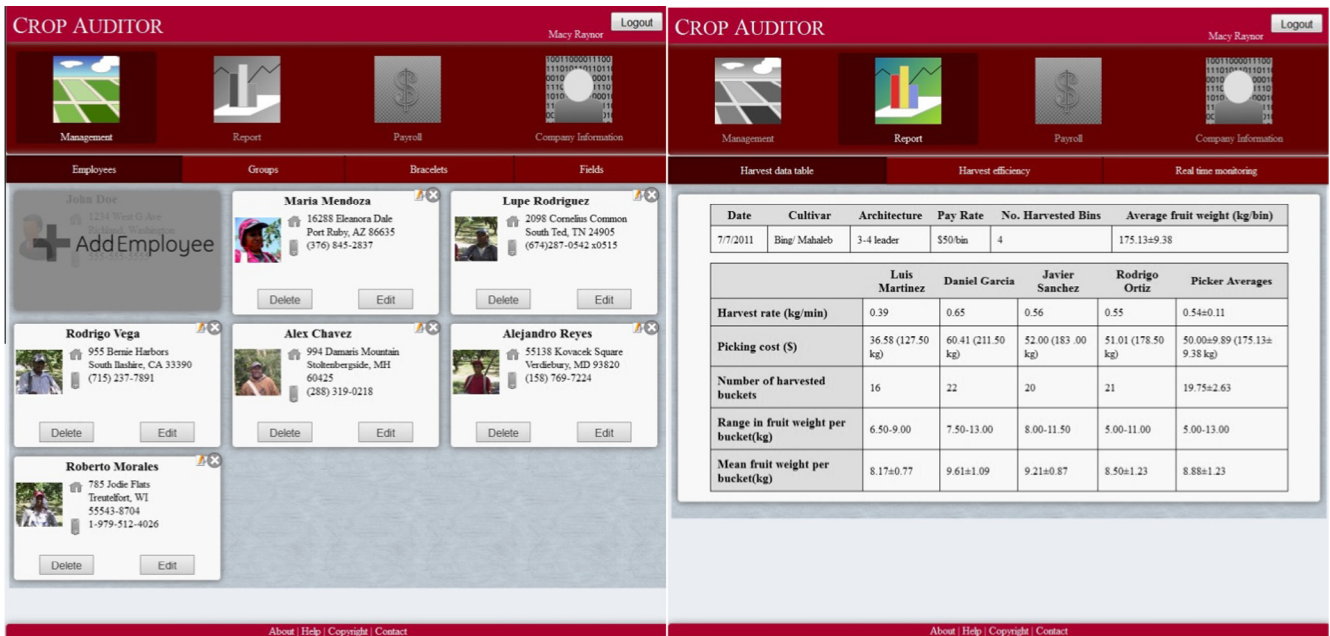 CROP AUDITOR
Logout
Macy Raynor
Management
Report
Payroll
Company Information
Employees
Groups
Bracelets
Fields
John Doe
1234 West G Ave
Richland, Washington
Add Employee
Maria Mendoza
16288 Eleanora Dale
Port Ruby, AZ 86635
(376) 845-2837
Delete
Edit
Lupe Rodriguez
2098 Cornelius Common
South Ted, TN 24905
(674)287-0542 x0515
Delete
Edit
Rodrigo Vega
955 Bernie Harbors
South Ilashire, CA 33390
(715) 237-7891
Delete
Edit
Alex Chavez
994 Damaris Mountain
Stoltenbergside, MH
60425
(288) 319-0218
Delete
Edit
Alejandro Reyes
55138 Kovacek Square
Verdiebury, MD 93820
(158) 769-7224
Delete
Edit
Roberto Morales
785 Jodie Flats
Treutelfort, WI
55543-8704
1-979-512-4026
Delete
Edit
About | Help | Copyright | Contact
CROP AUDITOR
Logout
Macy Raynor
Management
Report
Payroll
Company Information
Harvest data table
Harvest efficiency
Real time monitoring
Date Cultivar Architecture Pay Rate No. Harvested Bins Average fruit weight (kg/bin)
7/7/2011 Bing/ Mahaleb 3-4 leader $50/bin 4 175.13±9.38
Luis Martinez Daniel Garcia Javier Sanchez Rodrigo Ortiz Picker Averages
Harvest rate (kg/min) 0.39 0.65 0.56 0.55 0.54±0.11
Picking cost ($) 36.58 (127.50 kg) 60.41 (211.50 kg) 52.00 (183 .00 kg) 51.01 (178.50 kg) 50.00±9.89 (175.13± 9.38 kg)
Number of harvested buckets 16 22 20 21 19.75±2.63
Range in fruit weight per bucket(kg) 6.50-9.00 7.50-13.00 8.00-11.50 5.00-11.00 5.00-13.00
Mean fruit weight per bucket(kg) 8.17±0.77 9.61±1.09 9.21±0.87 8.50±1.23 8.88±1.23
About | Help | Copyright | Contact